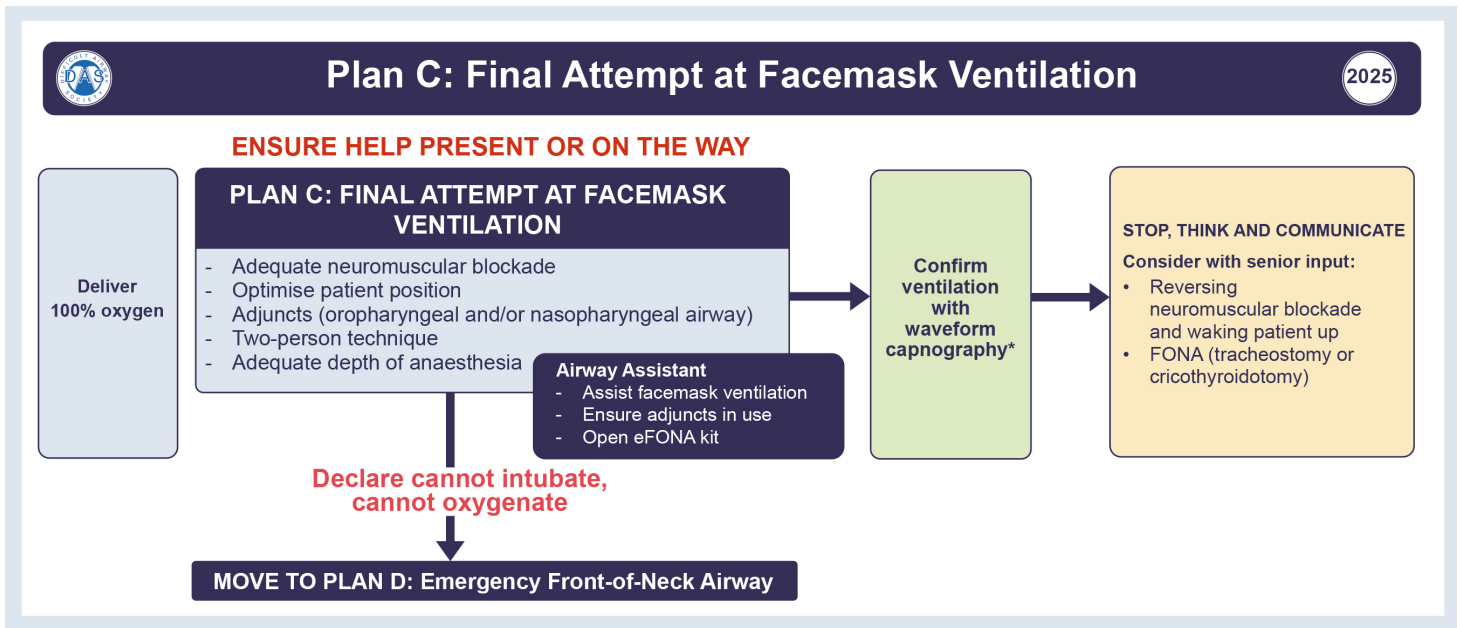 DIFFICULT AIRWAY
DAS
SOCIETY
Plan C: Final Attempt at Facemask Ventilation
2025
ENSURE HELP PRESENT OR ON THE WAY
Deliver
100% oxygen
PLAN C: FINAL ATTEMPT AT FACEMASK
VENTILATION
- Adequate neuromuscular blockade
- Optimise patient position
- Adjuncts (oropharyngeal and/or nasopharyngeal airway)
- Two-person technique
- Adequate depth of anaesthesia
Airway Assistant
- Assist facemask ventilation
- Ensure adjuncts in use
- Open eFONA kit
Confirm
ventilation
with
waveform
capnography*
STOP, THINK AND COMMUNICATE
Consider with senior input:
• Reversing
neuromuscular blockade
and waking patient up
• FONA (tracheostomy or
cricothyroidotomy)
Declare cannot intubate,
cannot oxygenate
MOVE TO PLAN D: Emergency Front-of-Neck Airway